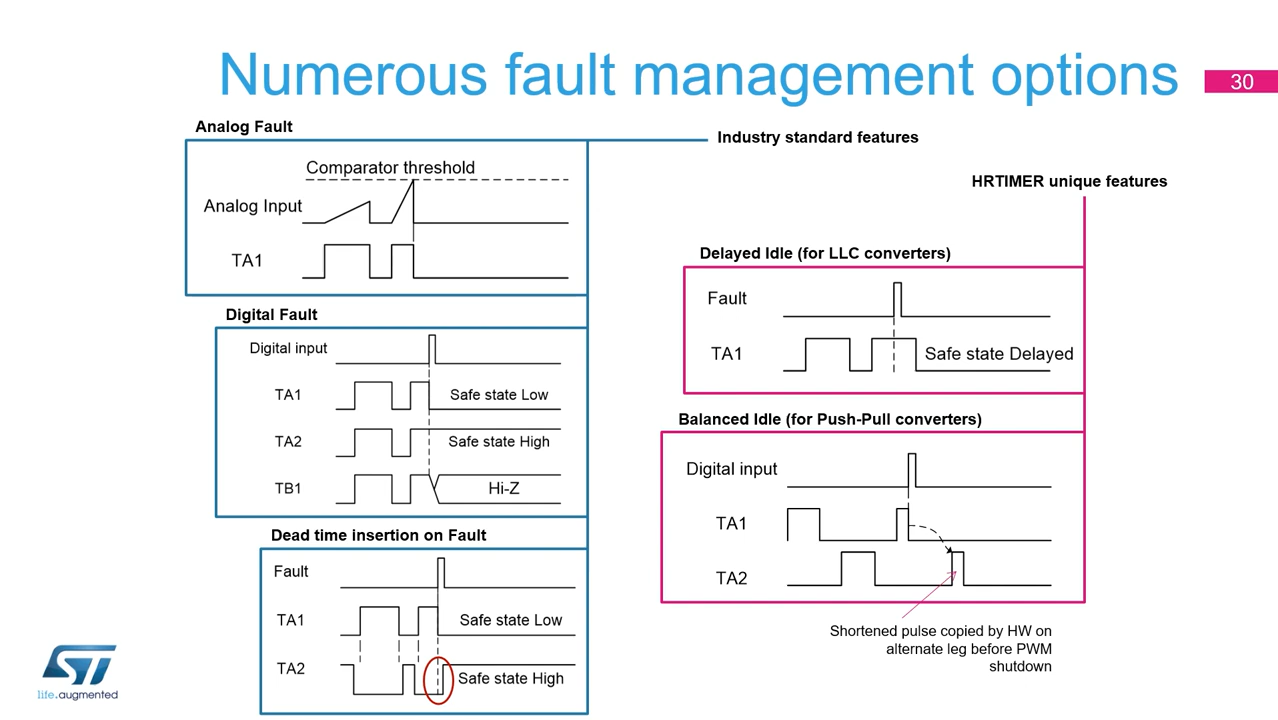 Numerous fault management options
30
Analog Fault
Industry standard features
Comparator threshold
Analog Input
TA1
HRTIMER unique features
Digital Fault
Digital input
TA1
Safe state Low
TA2
Safe state High
TB1
Hi-Z
Dead time insertion on Fault
Fault
TA1
Safe state Low
TA2
Safe state High
Delayed Idle (for LLC converters)
Fault
TA1
Safe state Delayed
Balanced Idle (for Push-Pull converters)
Digital input
TA1
TA2
Shortened pulse copied by HW on
alternate leg before PWM
shutdown
ST
life.augmented